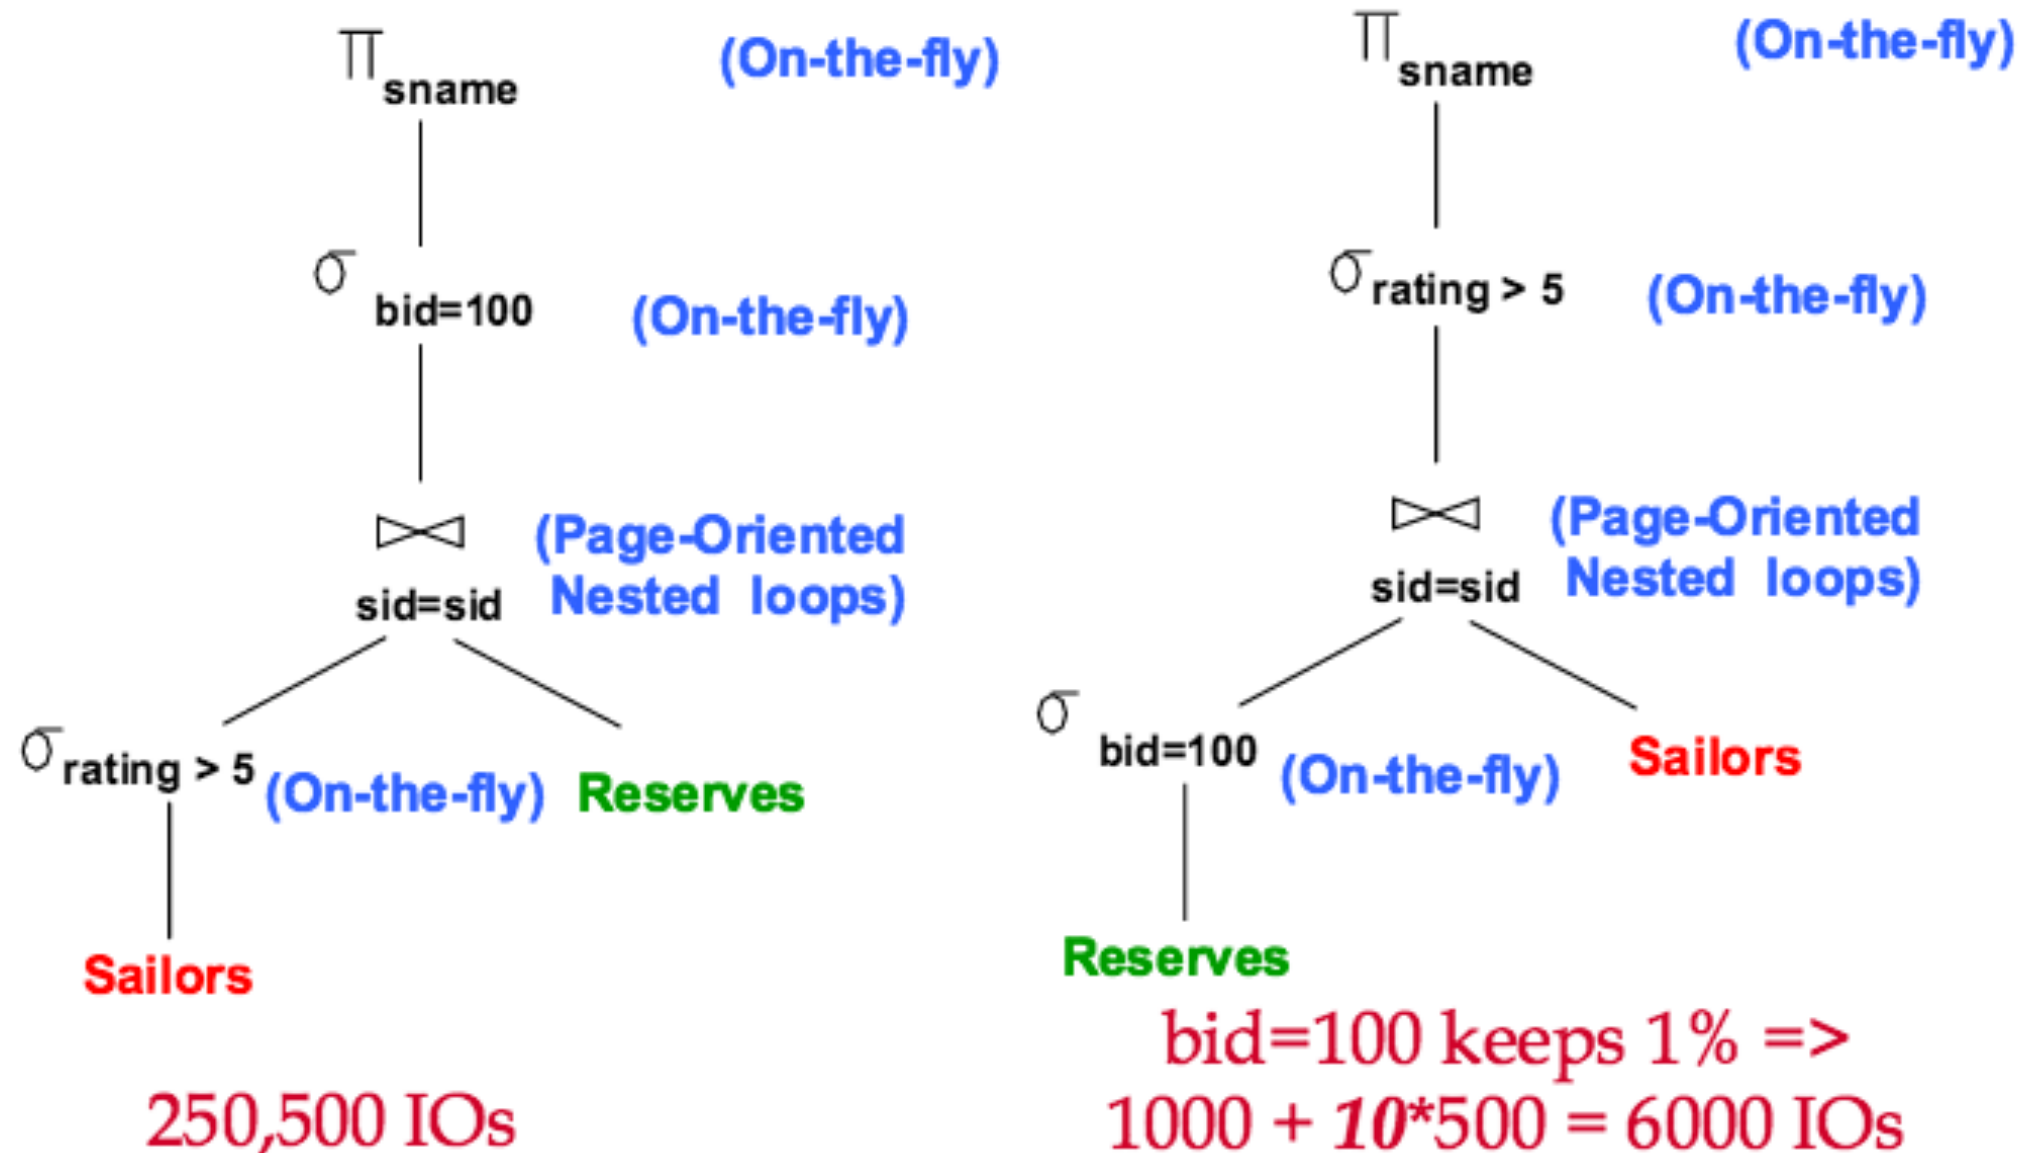 π sname (On-the-fly)
σ bid=100 (On-the-fly)
⋈ (Page-Oriented
sid=sid Nested loops)
σ rating > 5 (On-the-fly) Reserves
Sailors
250,500 IOs
π sname (On-the-fly)
σ rating > 5 (On-the-fly)
⋈ (Page-Oriented
sid=sid Nested loops)
σ bid=100 (On-the-fly) Sailors
Reserves
bid=100 keeps 1% =>
1000 + 10*500 = 6000 IOs